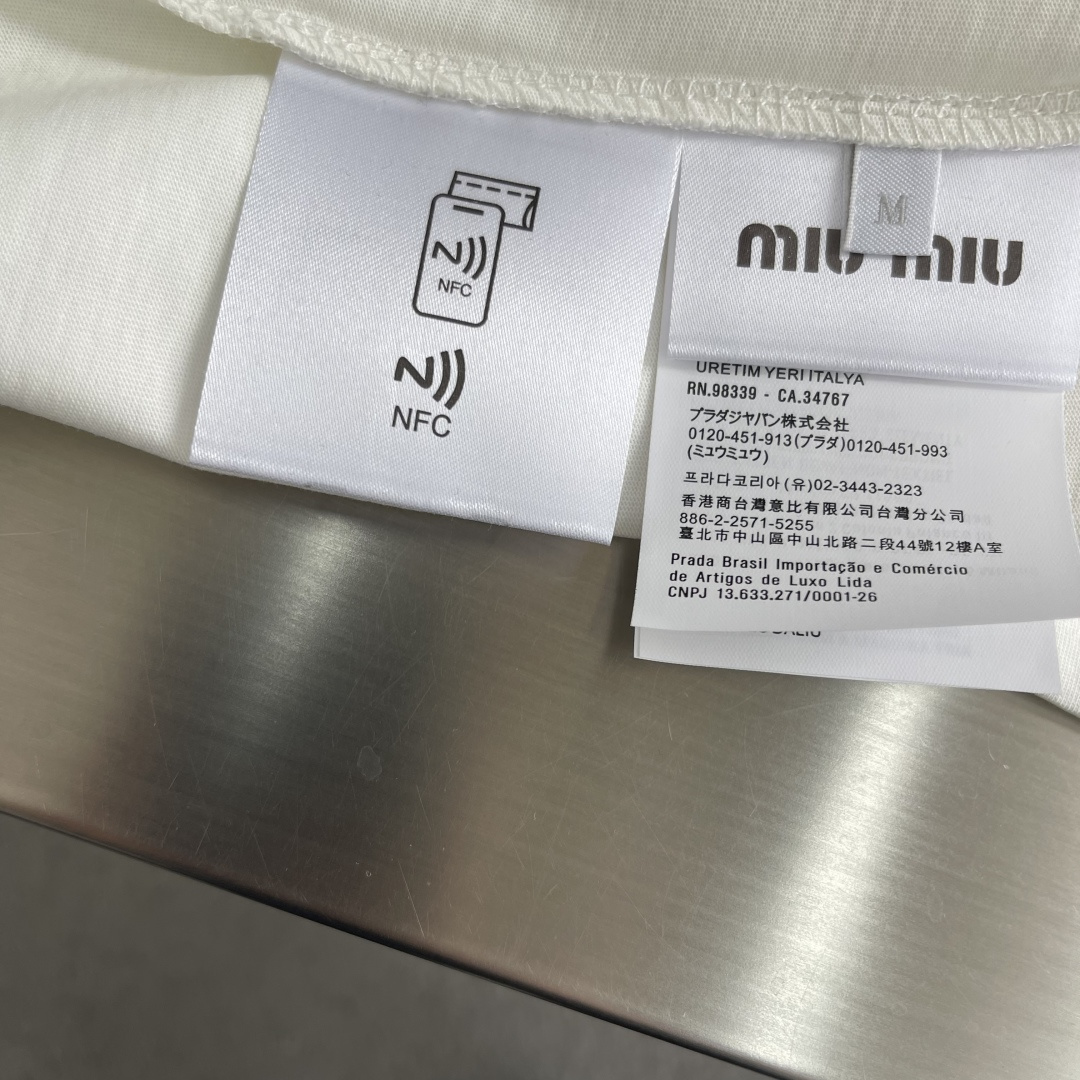 NFC
NFC
M
miu miu
URETIM YERI ITALYA
RN.98339 - CA.34767
プラダジャパン株式会社
0120-451-913(プラダ)0120-451-993
(ミュウミュウ)
프라다코리아(유)02-3443-2323
香港商台灣意比有限公司台灣分公司
886-2-2571-5255
臺北市中山區中山北路二段44號12樓A室
Prada Brasil Importação e Comércio
de Artigos de Luxo Lida
CNPJ 13.633.271/0001-26